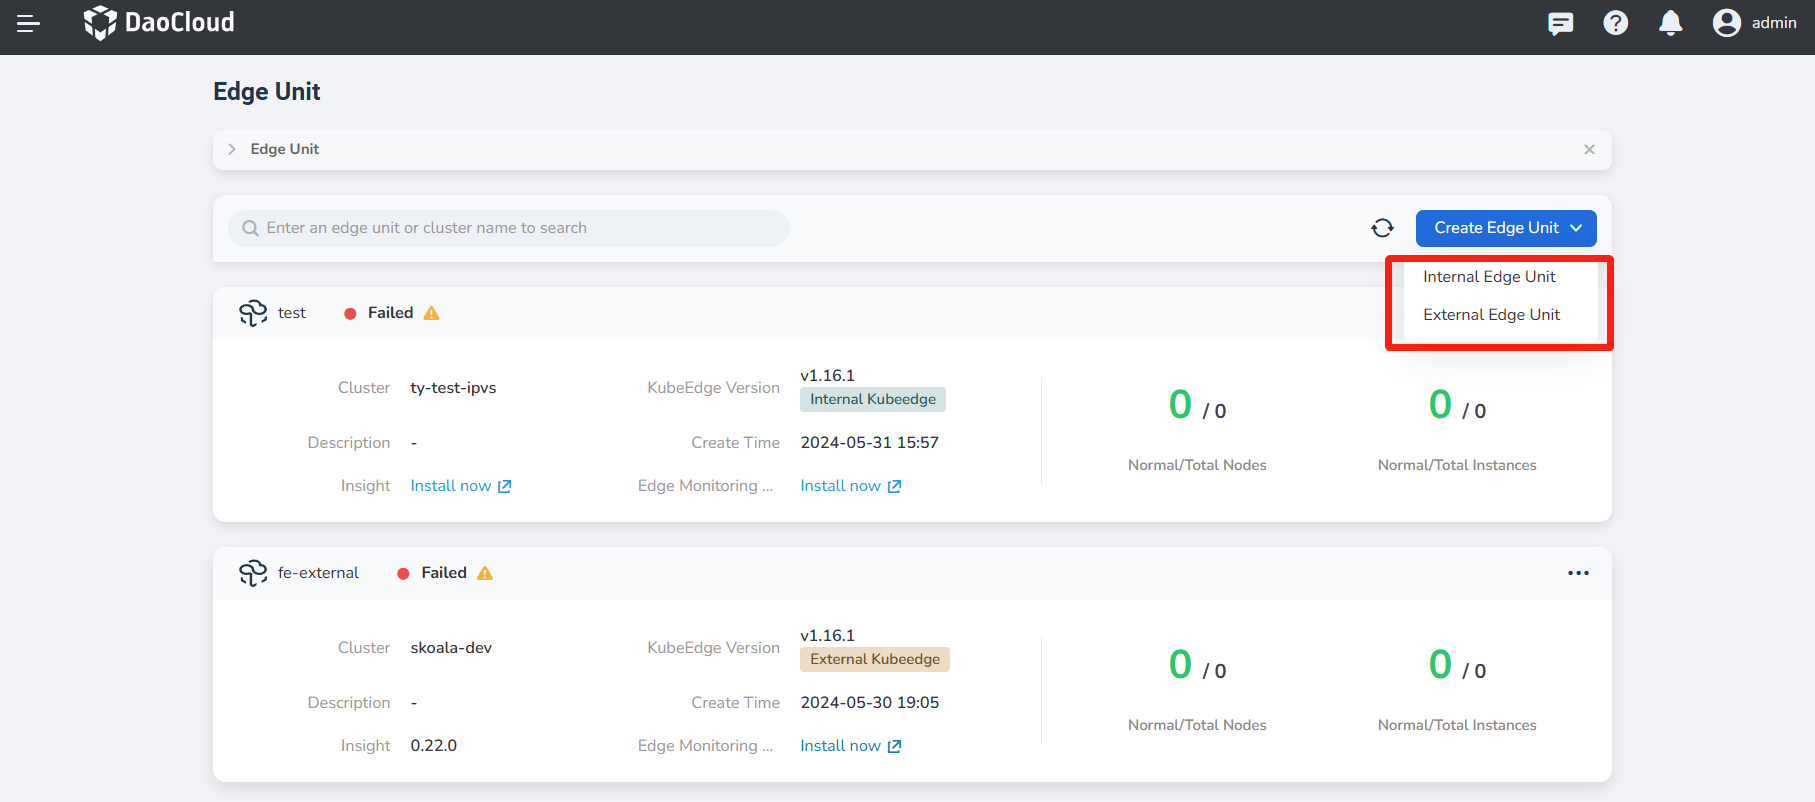 DaoCloud
admin
Edge Unit
Edge Unit
Enter an edge unit or cluster name to search
Create Edge Unit
Internal Edge Unit
External Edge Unit
test
Failed
Cluster ty-test-ipvs
KubeEdge Version v1.16.1
Internal Kubeedge
Description -
Create Time 2024-05-31 15:57
Insight Install now
Edge Monitoring ... Install now
0 / 0
Normal/Total Nodes
0 / 0
Normal/Total Instances
fe-external
Failed
Cluster skoala-dev
KubeEdge Version v1.16.1
External Kubeedge
Description -
Create Time 2024-05-30 19:05
Insight 0.22.0
Edge Monitoring ... Install now
0 / 0
Normal/Total Nodes
0 / 0
Normal/Total Instances